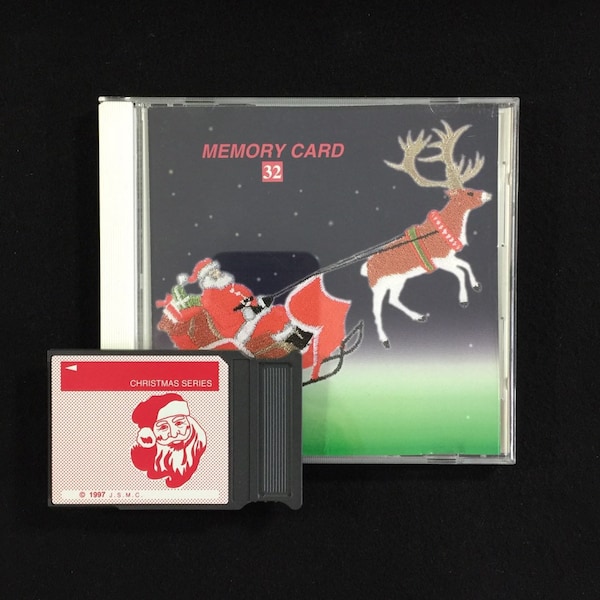 MEMORY CARD
32
CHRISTMAS SERIES
© 1997 J.S.M.C.